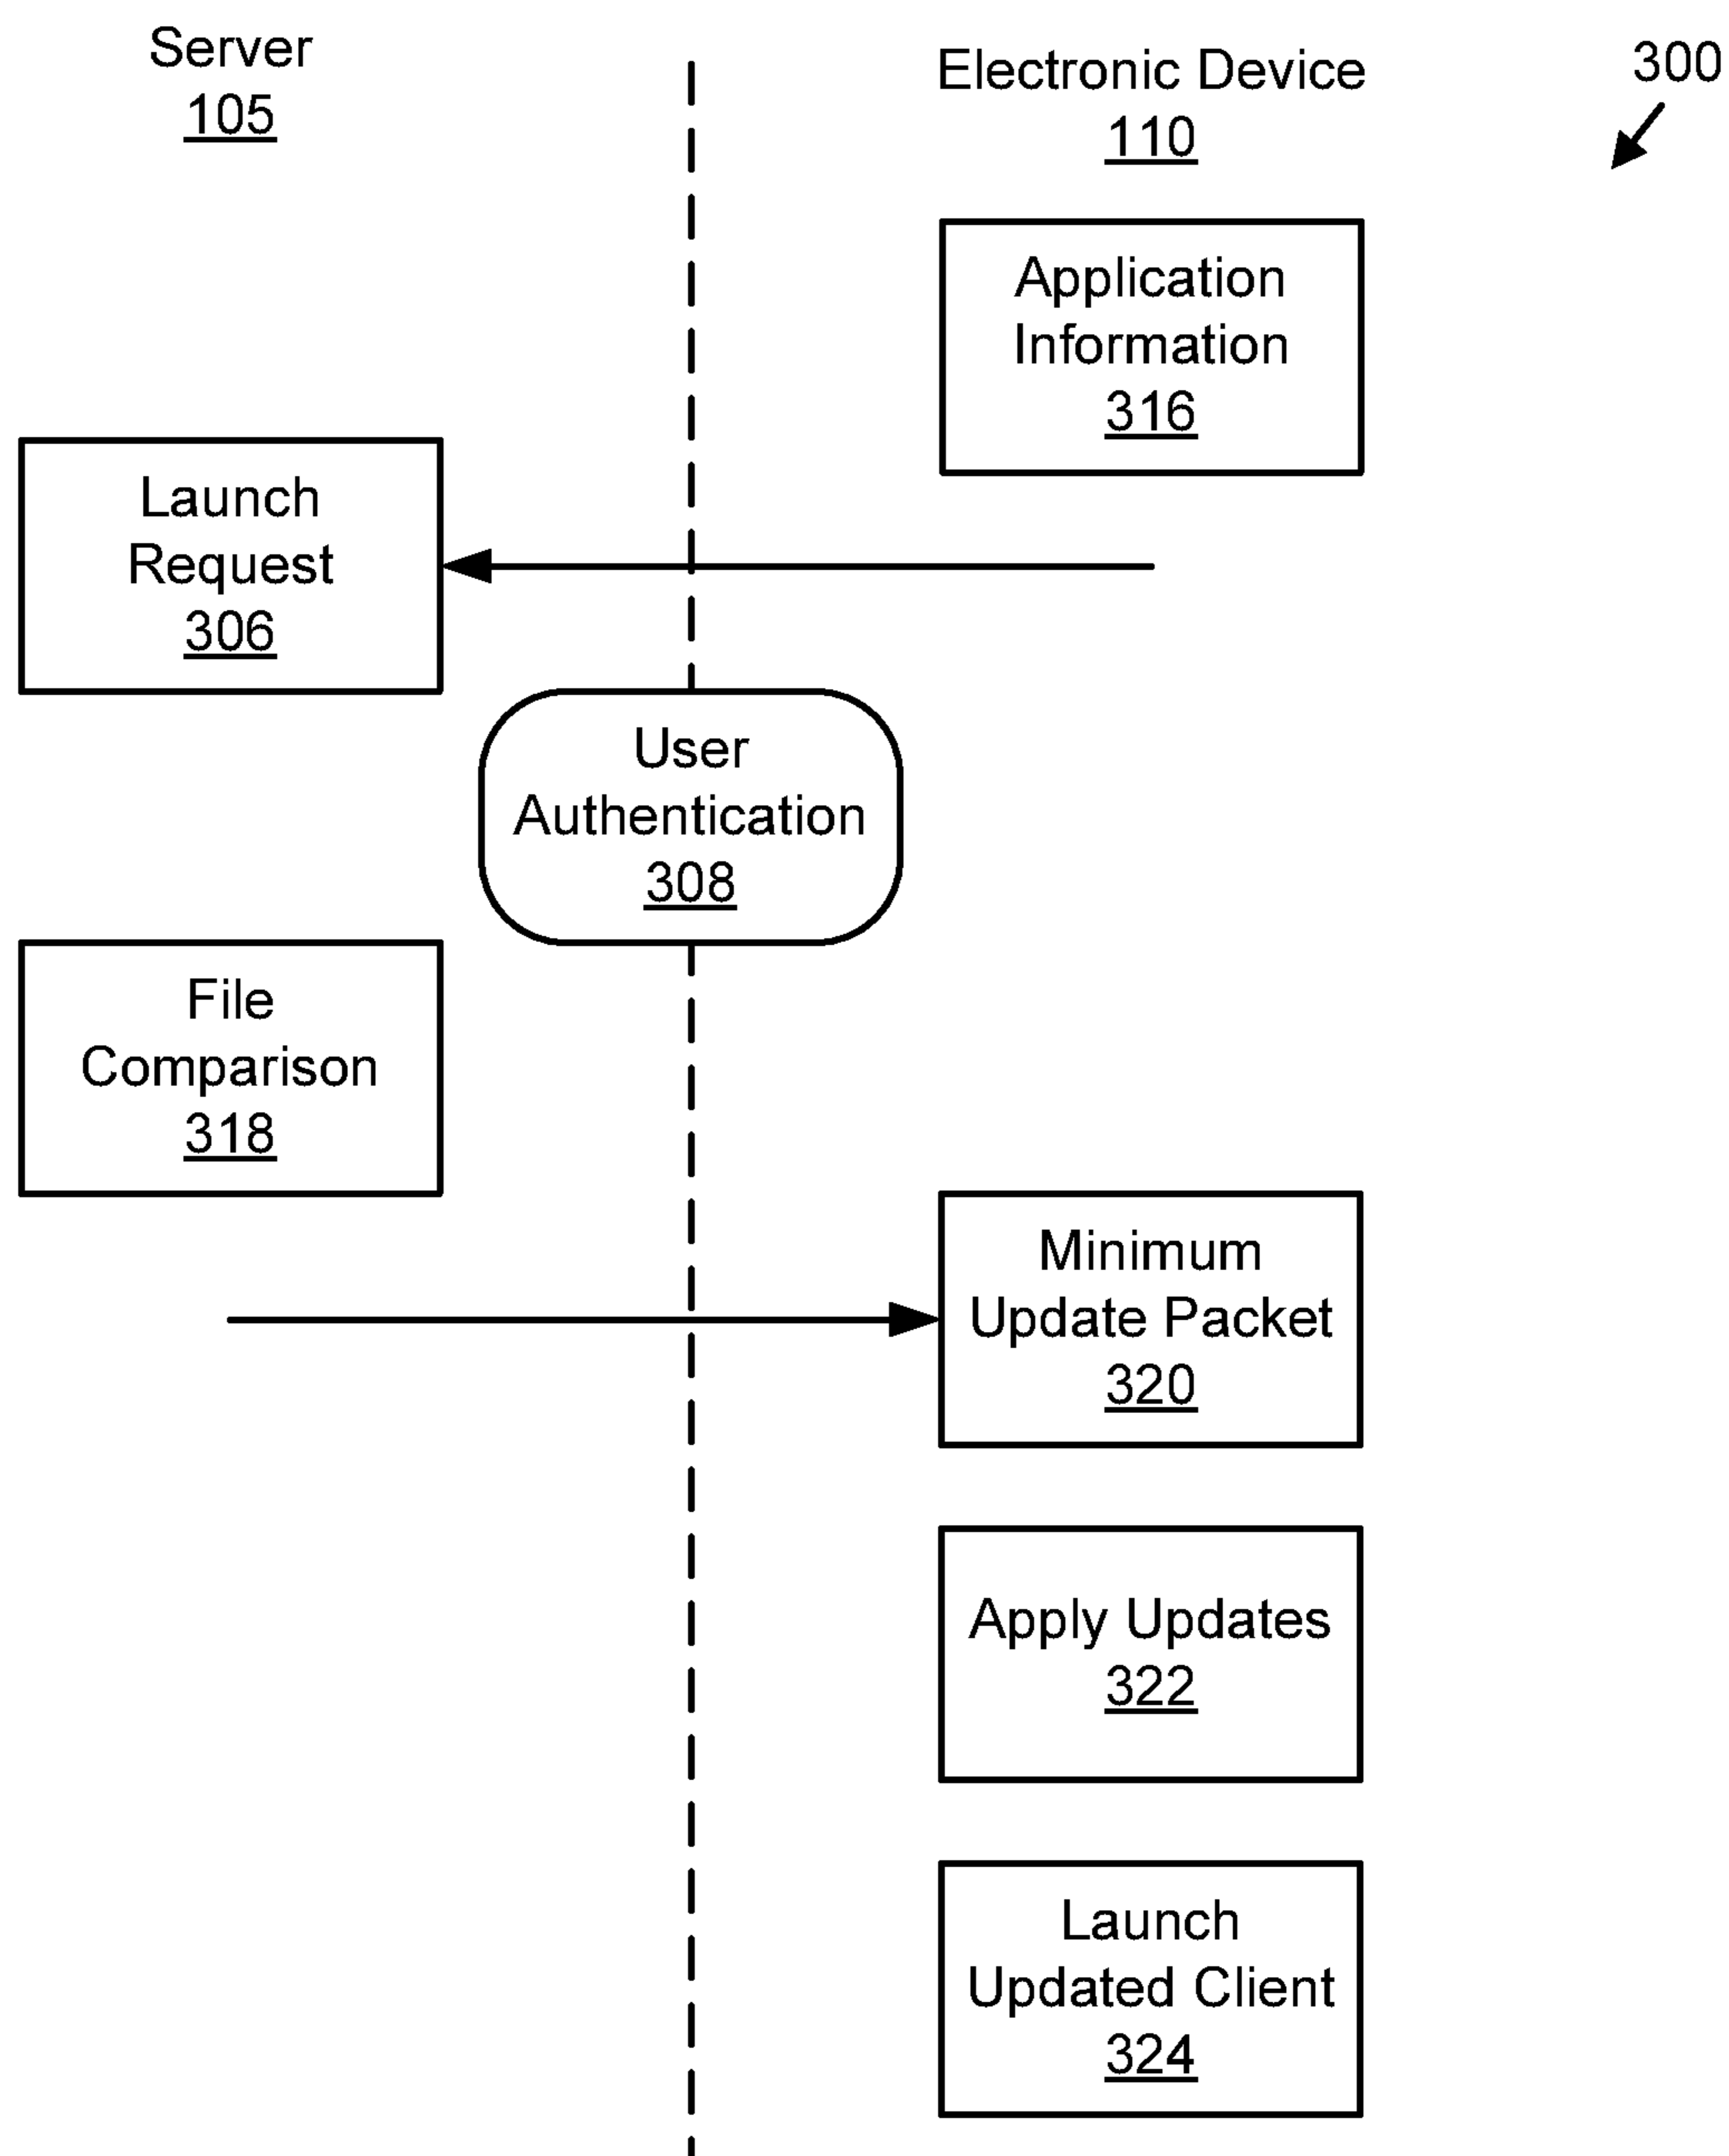 Server
105
Electronic Device
110
300
Application
Information
316
Launch
Request
306
User
Authentication
308
File
Comparison
318
Minimum
Update Packet
320
Apply Updates
322
Launch
Updated Client
324